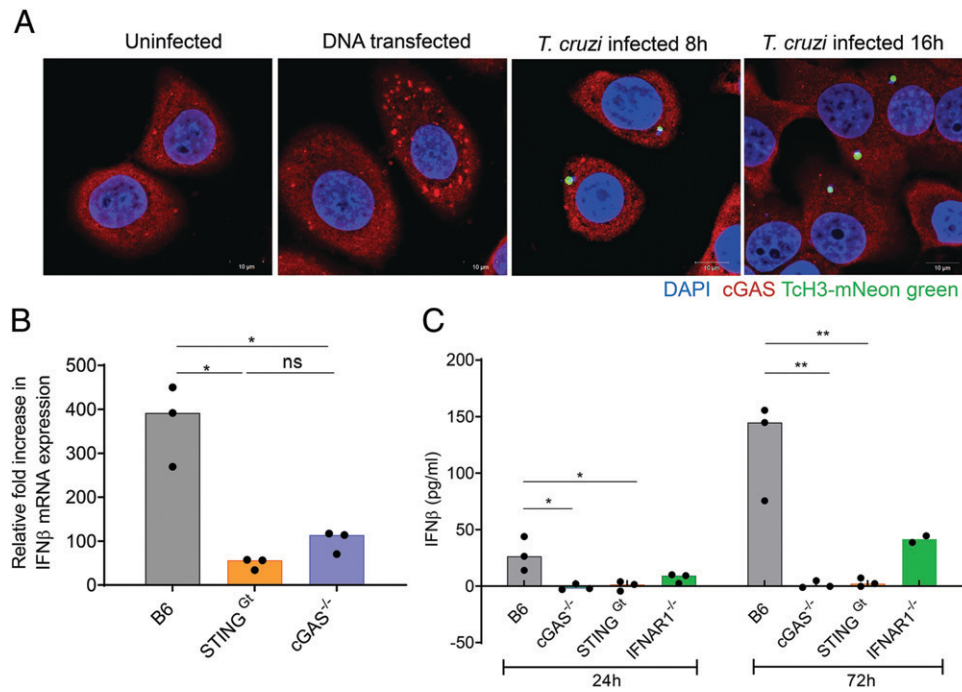 A
Uninfected
DNA transfected
T. cruzi infected 8h
T. cruzi infected 16h
10 μm
10 μm
10 μm
10 μm
DAPI cGAS TcH3-mNeon green
B
Relative fold increase in
IFNβ mRNA expression
500
400
300
200
100
0
*
*
ns
B6
STING Gt
cGAS-/-
C
IFNβ (pg/ml)
200
150
100
50
0
-50
*
*
**
**
B6
cGAS-/-
STING Gt
IFNAR1-/-
B6
cGAS-/-
STING Gt
IFNAR1-/-
24h
72h